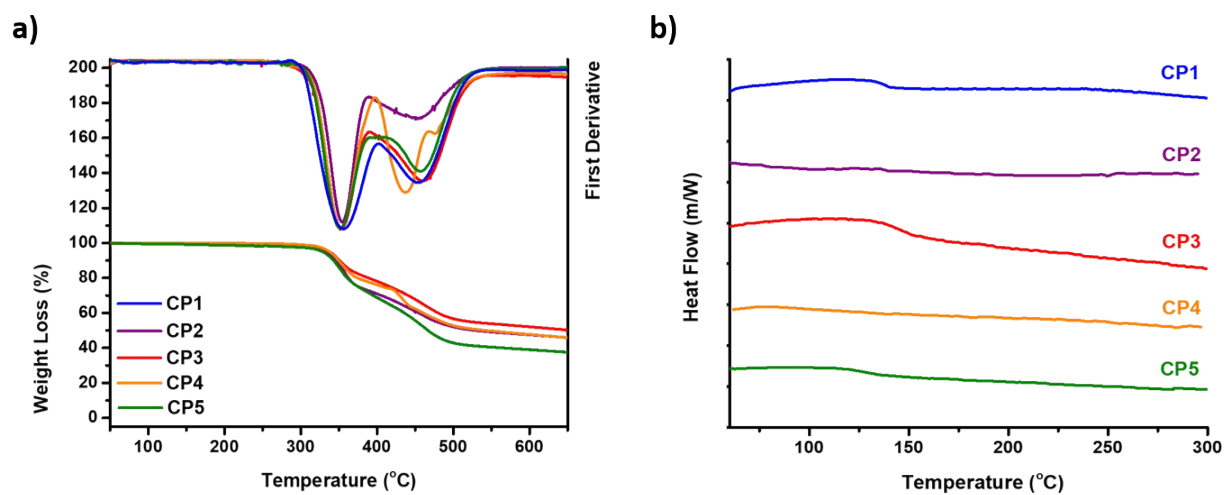 a)
200
180
160
140
120
100
80
60
40
20
0
Weight Loss (%)
First Derivative
CP1
CP2
CP3
CP4
CP5
100 200 300 400 500 600
Temperature (°C)
b)
Heat Flow (m/W)
CP1
CP2
CP3
CP4
CP5
100 150 200 250 300
Temperature (°C)